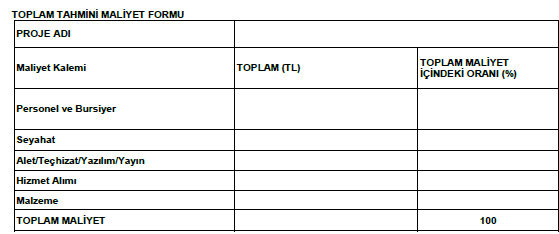 TOPLAM TAHMİNİ MALİYET FORMU
PROJE ADI
Maliyet Kalemi
TOPLAM (TL)
TOPLAM MALİYET
İÇİNDEKİ ORANI (%)
Personel ve Bursiyer
Seyahat
Alet/Teçhizat/Yazılım/Yayın
Hizmet Alımı
Malzeme
TOPLAM MALİYET
100